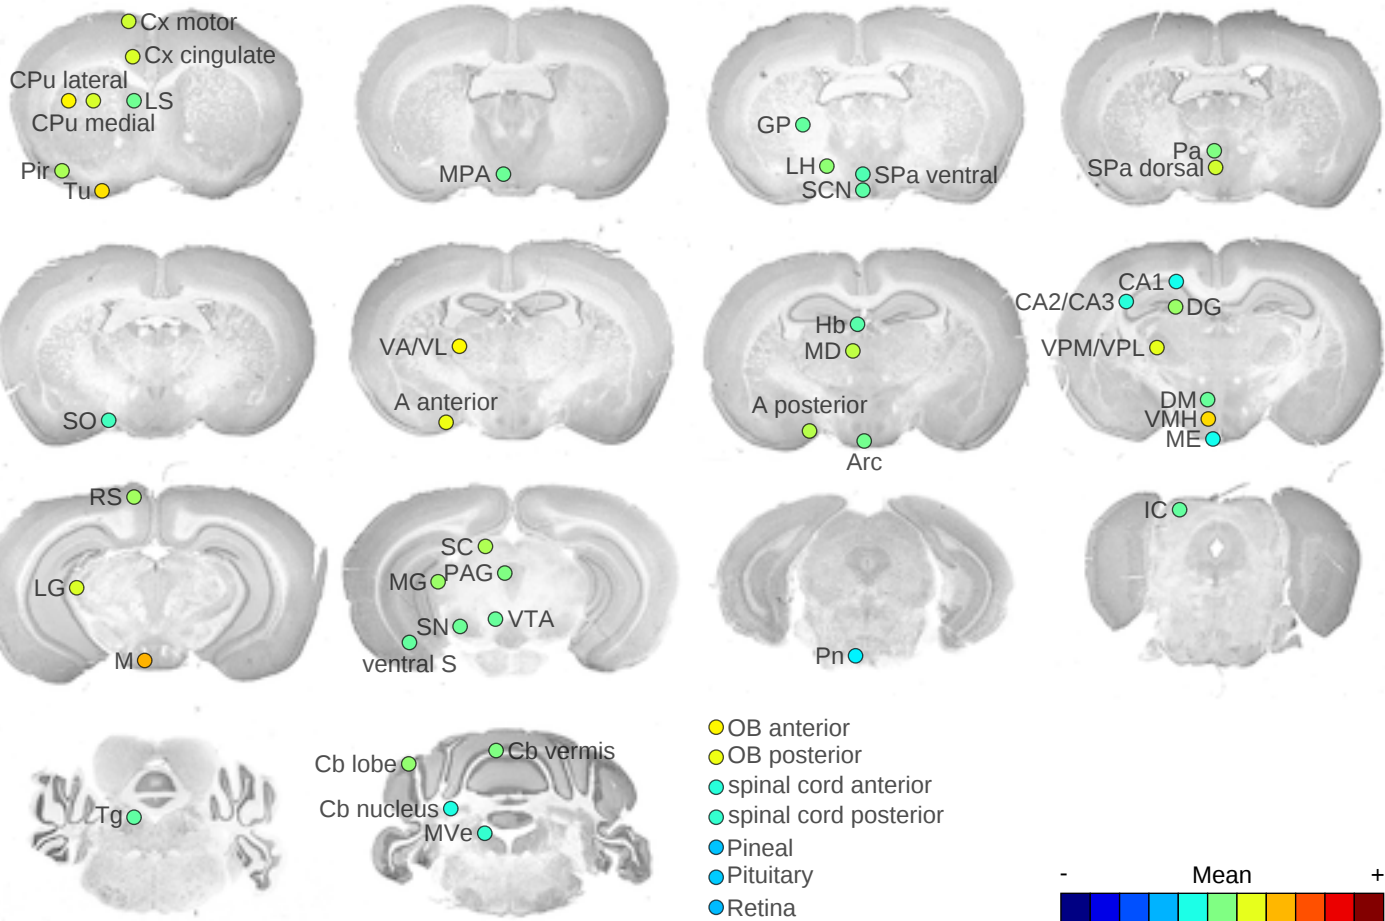 Cx motor
Cx cingulate
CPu lateral
LS
CPu medial
Pir
Tu
MPA
GP
LH
SPa ventral
SCN
Pa
SPa dorsal
SO
VA/VL
A anterior
Hb
MD
A posterior
Arc
CA1
CA2/CA3
DG
VPM/VPL
DM
VMH
ME
RS
LG
M
SC
MG
PAG
SN
VTA
ventral S
Pn
IC
Tg
Cb lobe
Cb vermis
Cb nucleus
MVe
OB anterior
OB posterior
spinal cord anterior
spinal cord posterior
Pineal
Pituitary
Retina
- Mean +